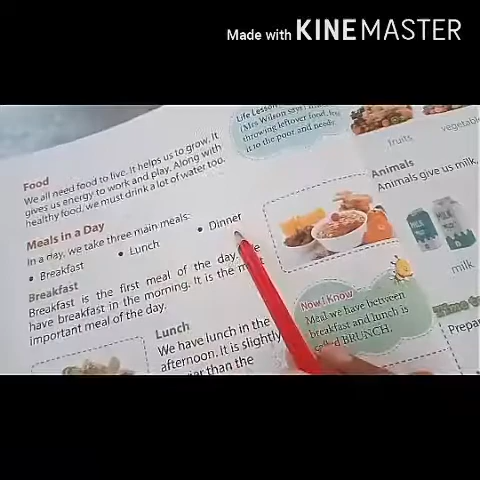 Made with KINEMASTER
Food
We all need food to live. It helps us to grow. It
gives us energy to work and play. Along with
healthy food, we must drink a lot of water too.
Meals in a Day
In a day, we take three main meals:
• Breakfast • Lunch • Dinner
Breakfast
Breakfast is the first meal of the day.
have breakfast in the morning. It is the
important meal of the day.
Lunch
We have lunch in the
afternoon. It is slightly
than the
Life Lesson
(Mrs Wilson says)
throwing leftover food,
it to the poor and needy.
Now I Know
Meal we have between
breakfast and lunch is
BRUNCH.
fruits
Animals
Animals give us milk,
milk